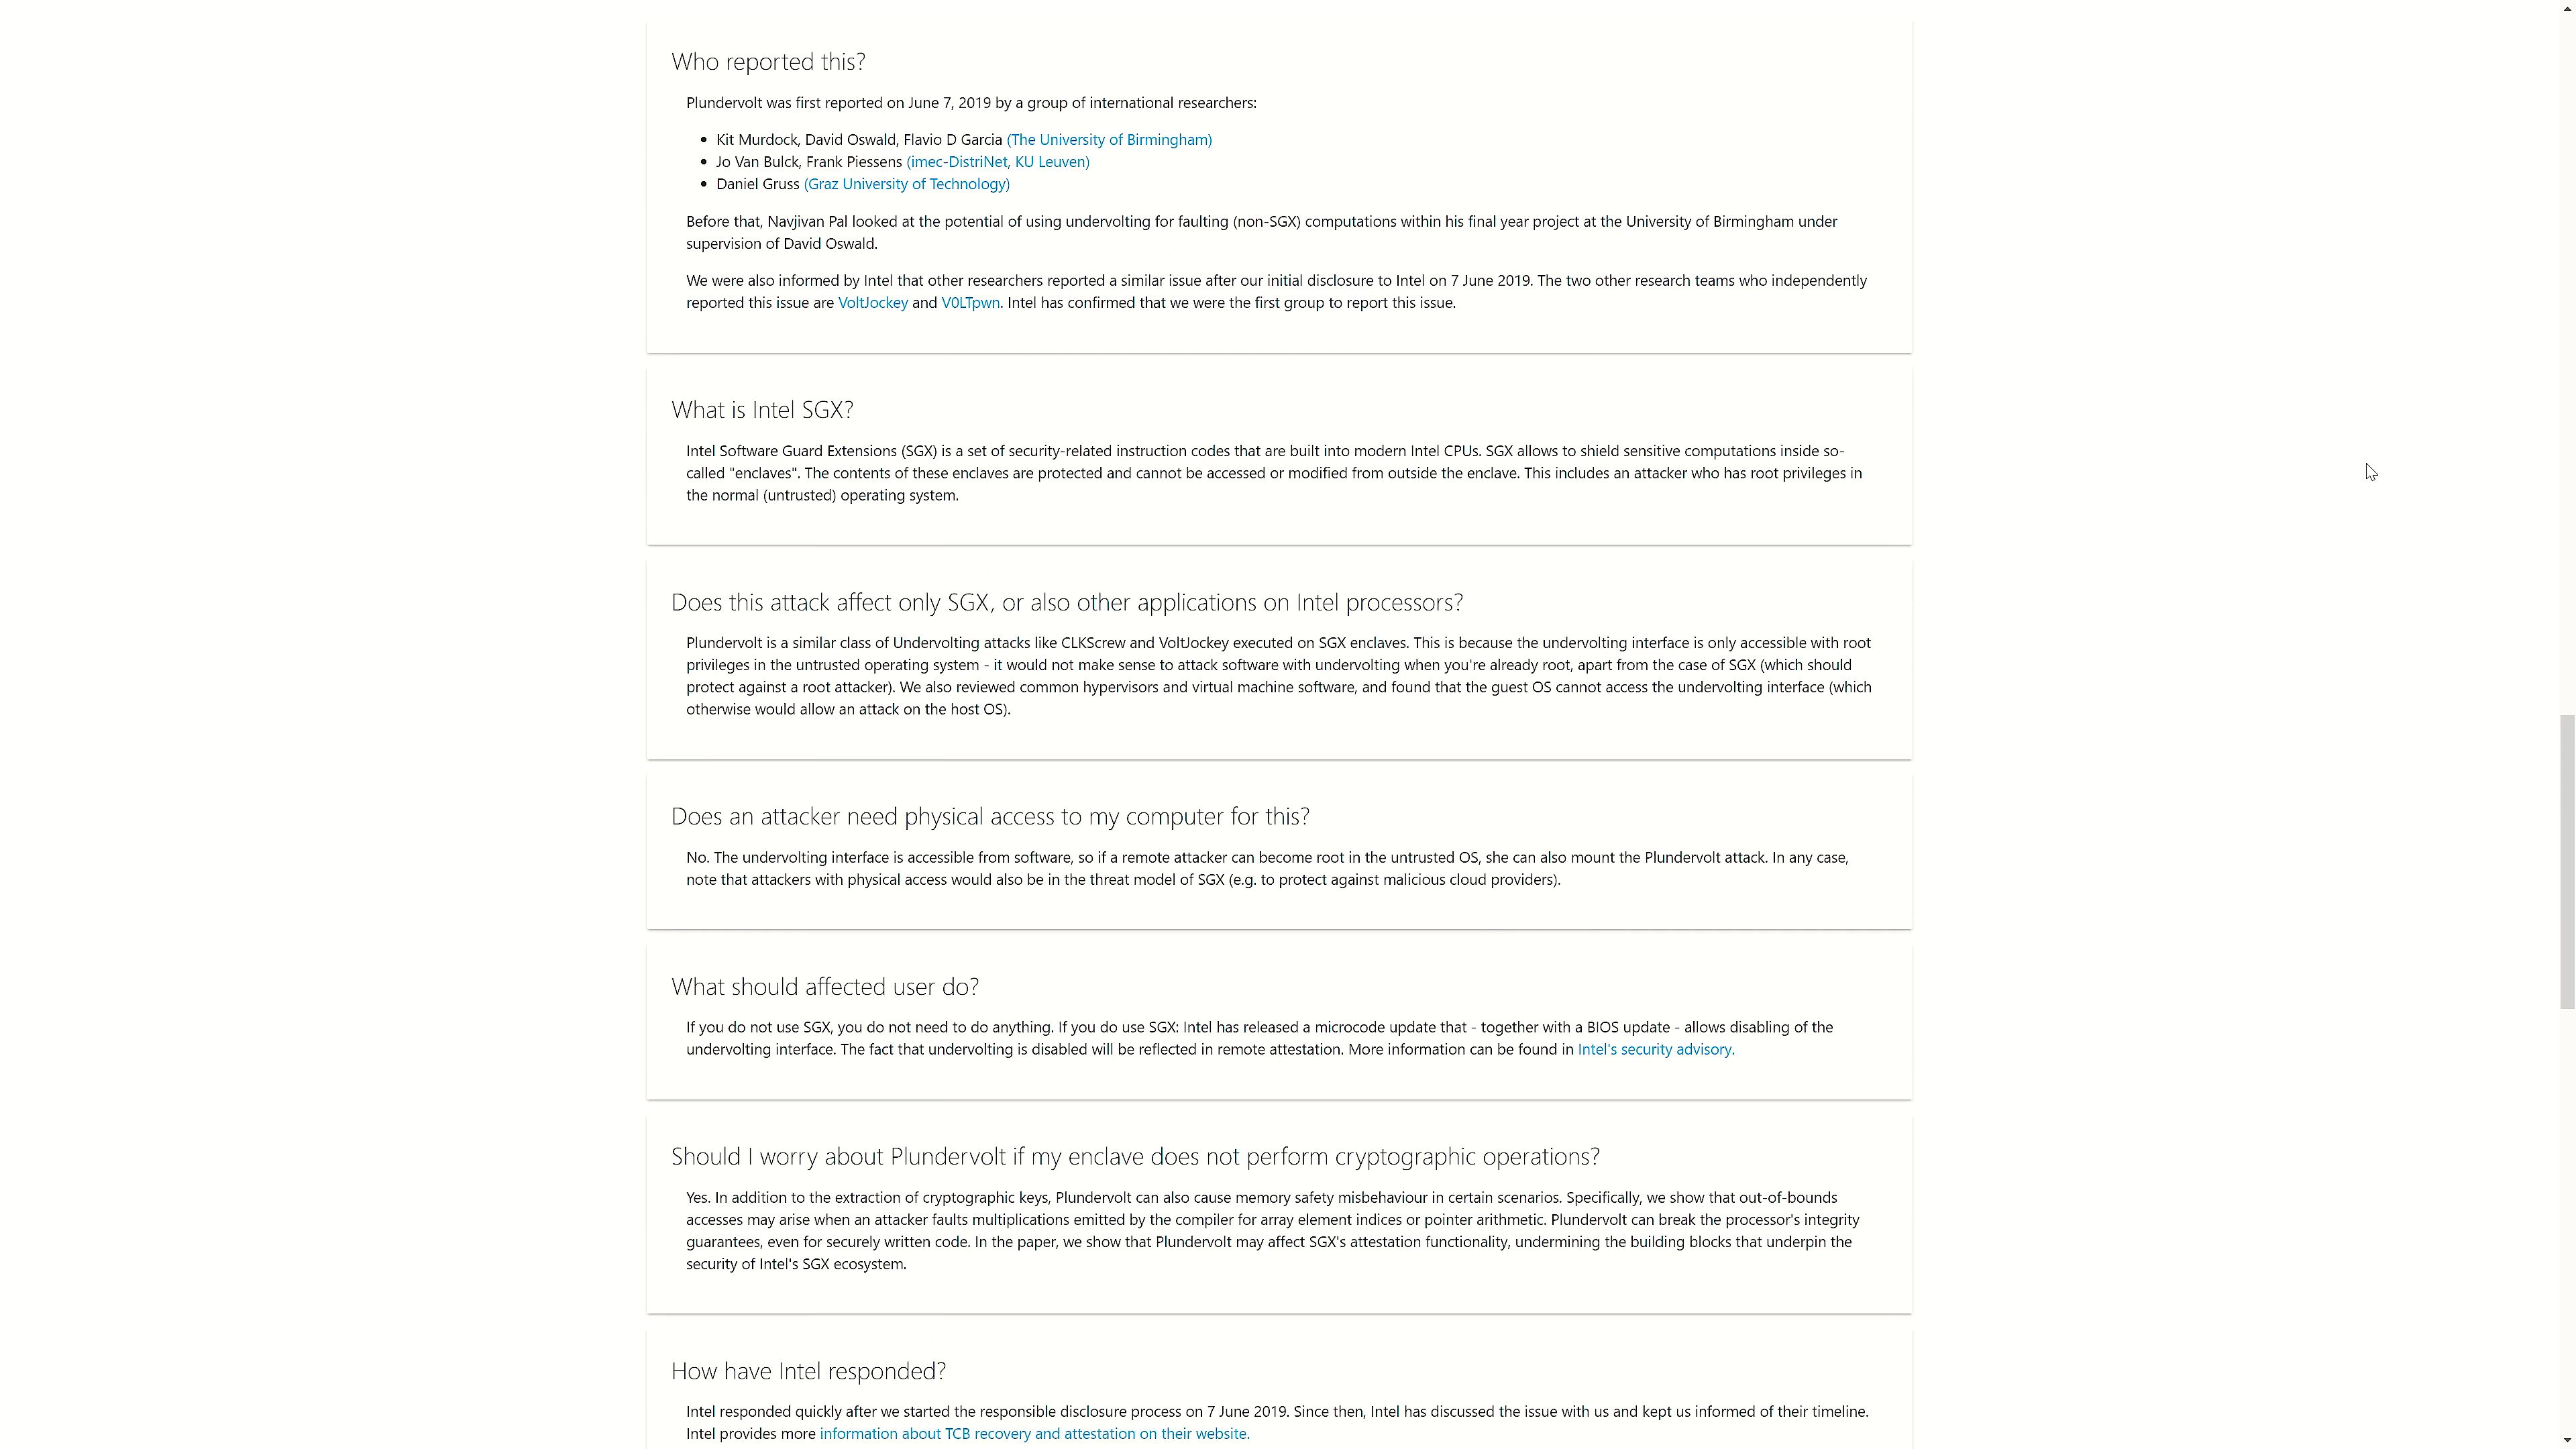 Who reported this?
Plundervolt was first reported on June 7, 2019 by a group of international researchers:
• Kit Murdock, David Oswald, Flavio D Garcia (The University of Birmingham)
• Jo Van Bulck, Frank Piessens (imec-DistriNet, KU Leuven)
• Daniel Gruss (Graz University of Technology)
Before that, Navjivan Pal looked at the potential of using undervolting for faulting (non-SGX) computations within his final year project at the University of Birmingham under
supervision of David Oswald.
We were also informed by Intel that other researchers reported a similar issue after our initial disclosure to Intel on 7 June 2019. The two other research teams who independently
reported this issue are VoltJockey and V0LTpwn. Intel has confirmed that we were the first group to report this issue.
What is Intel SGX?
Intel Software Guard Extensions (SGX) is a set of security-related instruction codes that are built into modern Intel CPUs. SGX allows to shield sensitive computations inside so-
called "enclaves". The contents of these enclaves are protected and cannot be accessed or modified from outside the enclave. This includes an attacker who has root privileges in
the normal (untrusted) operating system.
Does this attack affect only SGX, or also other applications on Intel processors?
Plundervolt is a similar class of Undervolting attacks like CLKScrew and VoltJockey executed on SGX enclaves. This is because the undervolting interface is only accessible with root
privileges in the untrusted operating system - it would not make sense to attack software with undervolting when you're already root, apart from the case of SGX (which should
protect against a root attacker). We also reviewed common hypervisors and virtual machine software, and found that the guest OS cannot access the undervolting interface (which
otherwise would allow an attack on the host OS).
Does an attacker need physical access to my computer for this?
No. The undervolting interface is accessible from software, so if a remote attacker can become root in the untrusted OS, she can also mount the Plundervolt attack. In any case,
note that attackers with physical access would also be in the threat model of SGX (e.g. to protect against malicious cloud providers).
What should affected user do?
If you do not use SGX, you do not need to do anything. If you do use SGX: Intel has released a microcode update that - together with a BIOS update - allows disabling of the
undervolting interface. The fact that undervolting is disabled will be reflected in remote attestation. More information can be found in Intel's security advisory.
Should I worry about Plundervolt if my enclave does not perform cryptographic operations?
Yes. In addition to the extraction of cryptographic keys, Plundervolt can also cause memory safety misbehaviour in certain scenarios. Specifically, we show that out-of-bounds
accesses may arise when an attacker faults multiplications emitted by the compiler for array element indices or pointer arithmetic. Plundervolt can break the processor's integrity
guarantees, even for securely written code. In the paper, we show that Plundervolt may affect SGX's attestation functionality, undermining the building blocks that underpin the
security of Intel's SGX ecosystem.
How have Intel responded?
Intel responded quickly after we started the responsible disclosure process on 7 June 2019. Since then, Intel has discussed the issue with us and kept us informed of their timeline.
Intel provides more information about TCB recovery and attestation on their website.